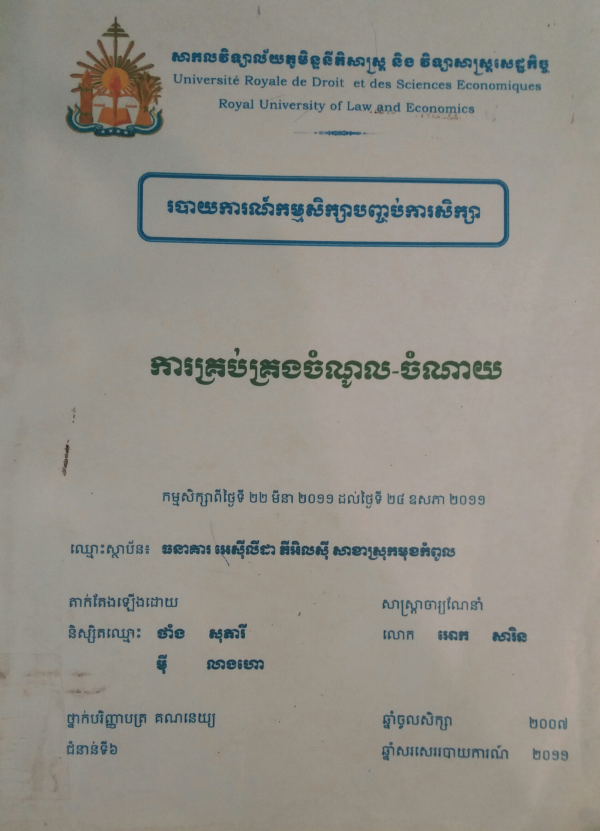 សាកលវិទ្យាល័យភូមិន្ទនីតិសាស្ត្រ និង វិទ្យាសាស្ត្រសេដ្ឋកិច្ច
Université Royale de Droit et des Sciences Economiques
Royal University of Law and Economics
របាយការណ៍កម្មសិក្សាបញ្ចប់ការសិក្សា
ការគ្រប់គ្រងចំណូល-ចំណាយ
កម្មសិក្សាពីថ្ងៃទី ២២ មីនា ២០១១ ដល់ថ្ងៃទី ២៨ ឧសភា ២០១១
ឈ្មោះស្ថាប័ន៖ ធនាគារ អេស៊ីលីដា ភីអិលស៊ី សាខាស្រុកមុខកំពូល
តាក់តែងឡើងដោយ
សាស្ត្រាចារ្យណែនាំ
និស្សិតឈ្មោះ ថាំង សុភារី
លោក អោក សារិន
ម៉ី លាងហោ
ថ្នាក់បរិញ្ញាបត្រ គណនេយ្យ
ឆ្នាំចូលសិក្សា ២០០៧
ជំនាន់ទី៦
ឆ្នាំសរសេររបាយការណ៍ ២០១១